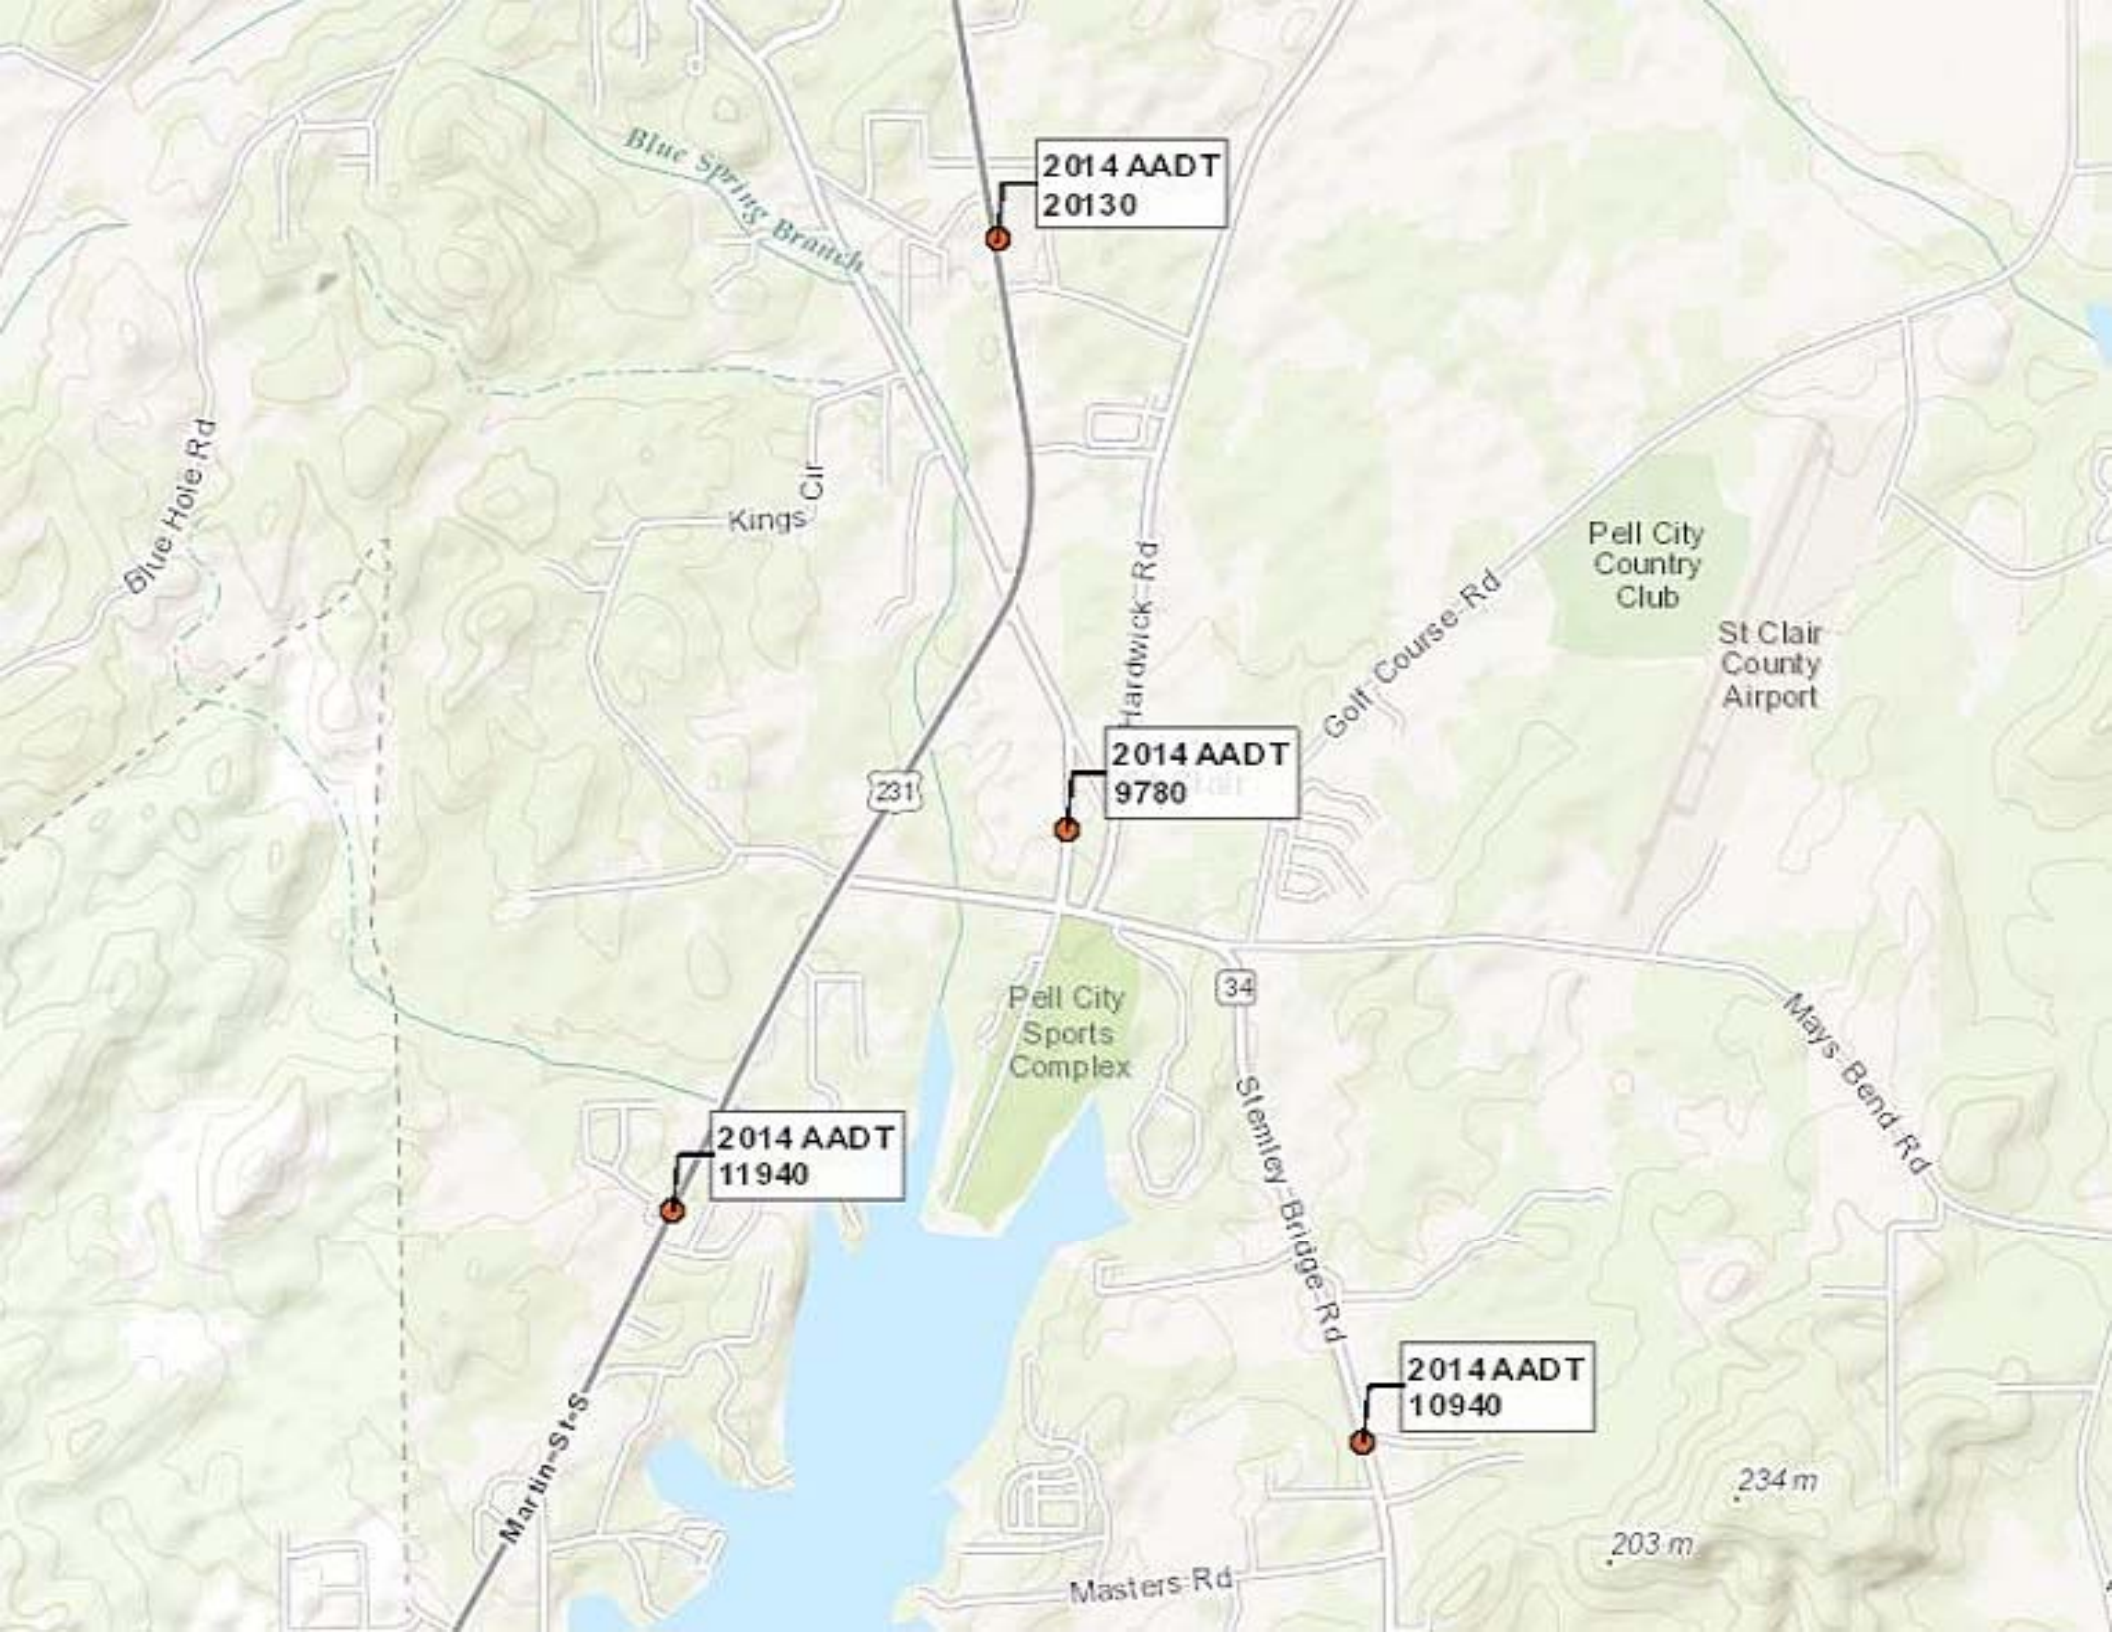 Blue Spring Branch
2014 AADT
20130
Blue Hole Rd
Kings Cir
Hardwick Rd
Golf Course Rd
Pell City
Country
Club
St Clair
County
Airport
2014 AADT
9780
231
34
Pell City
Sports
Complex
Mays Bend Rd
Stemley Bridge Rd
2014 AADT
11940
2014 AADT
10940
Martin St S
234 m
203 m
Masters Rd